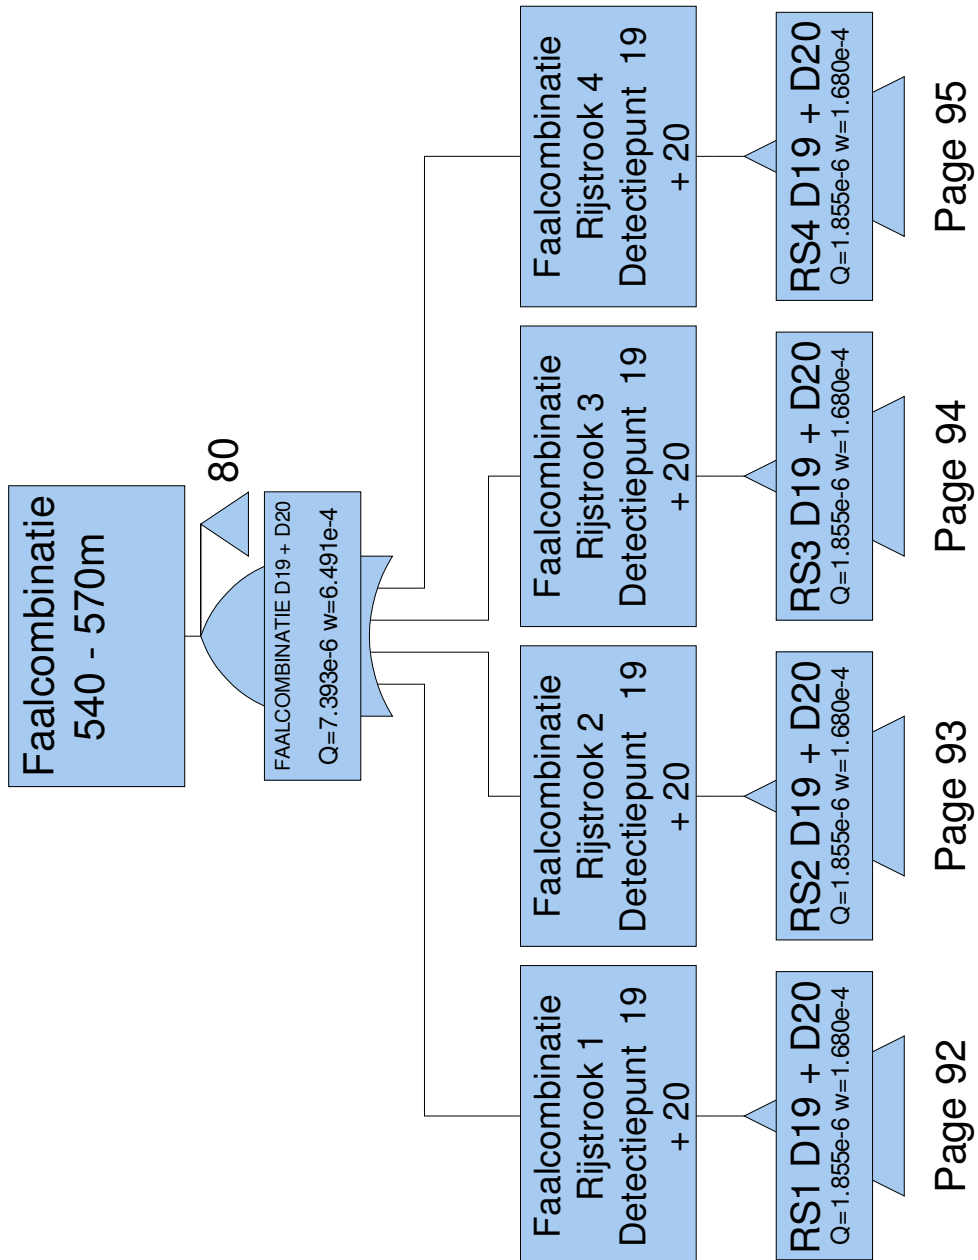 Faalcombinatie
540 - 570m
80
FAALCOMBINATIE D19 + D20
Q=7.393e-6 w=6.491e-4
Faalcombinatie
Rijstrook 1
Detectiepunt 19
+ 20
RS1 D19 + D20
Q=1.855e-6 w=1.680e-4
Page 92
Faalcombinatie
Rijstrook 2
Detectiepunt 19
+ 20
RS2 D19 + D20
Q=1.855e-6 w=1.680e-4
Page 93
Faalcombinatie
Rijstrook 3
Detectiepunt 19
+ 20
RS3 D19 + D20
Q=1.855e-6 w=1.680e-4
Page 94
Faalcombinatie
Rijstrook 4
Detectiepunt 19
+ 20
RS4 D19 + D20
Q=1.855e-6 w=1.680e-4
Page 95